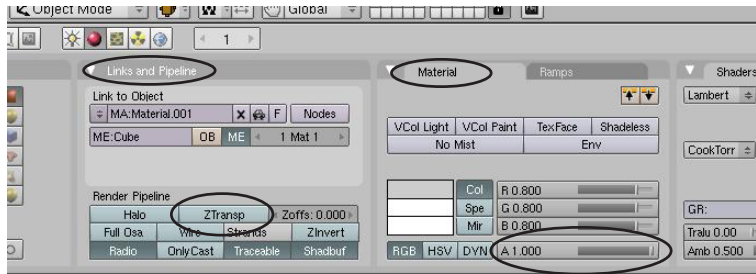 Object Mode Global
1
Links and Pipeline
Link to Object
MA:Material.001 X F Nodes
ME:Cube OB ME 1 Mat 1
Render Pipeline
Halo ZTransp Zoffs: 0.000
Full Osa Wire Strands ZInvert
Radio OnlyCast Traceable Shadbuf
Material Ramps
VCol Light VCol Paint TexFace Shadeless
No Mist Env
Col R 0.800
Spe G 0.800
Mir B 0.800
RGB HSV DYN A 1.000
Shaders
Lambert
CookTorr
GR:
Tralu 0.00
Amb 0.500